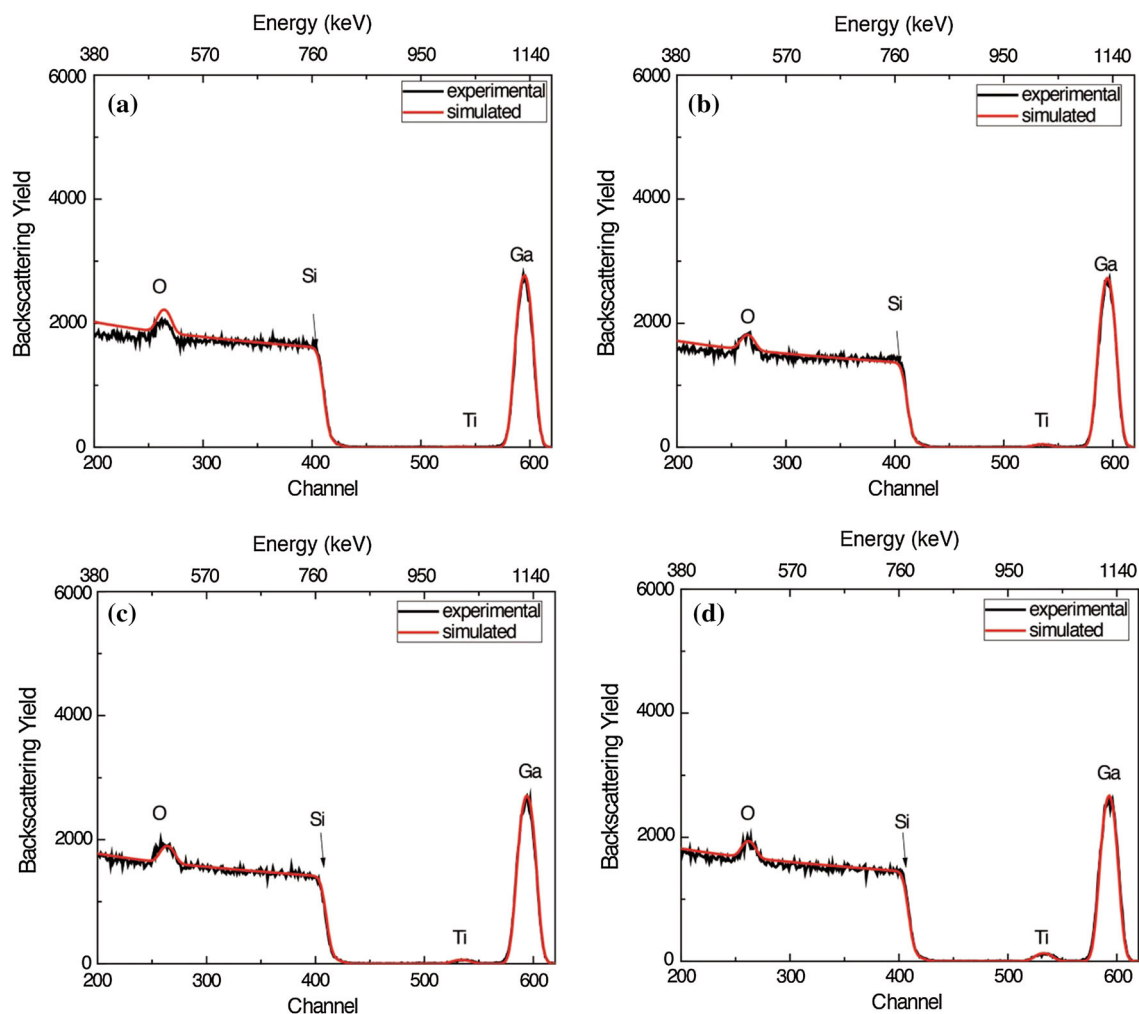 Energy (keV)
380 570 760 950 1140
(a)
experimental
simulated
6000
4000
2000
0
Backscattering Yield
O
Si
Ti
Ga
200 300 400 500 600
Channel
Energy (keV)
380 570 760 950 1140
(b)
experimental
simulated
6000
4000
2000
0
Backscattering Yield
O
Si
Ti
Ga
200 300 400 500 600
Channel
Energy (keV)
380 570 760 950 1140
(c)
experimental
simulated
6000
4000
2000
0
Backscattering Yield
O
Si
Ti
Ga
200 300 400 500 600
Channel
Energy (keV)
380 570 760 950 1140
(d)
experimental
simulated
6000
4000
2000
0
Backscattering Yield
O
Si
Ti
Ga
200 300 400 500 600
Channel